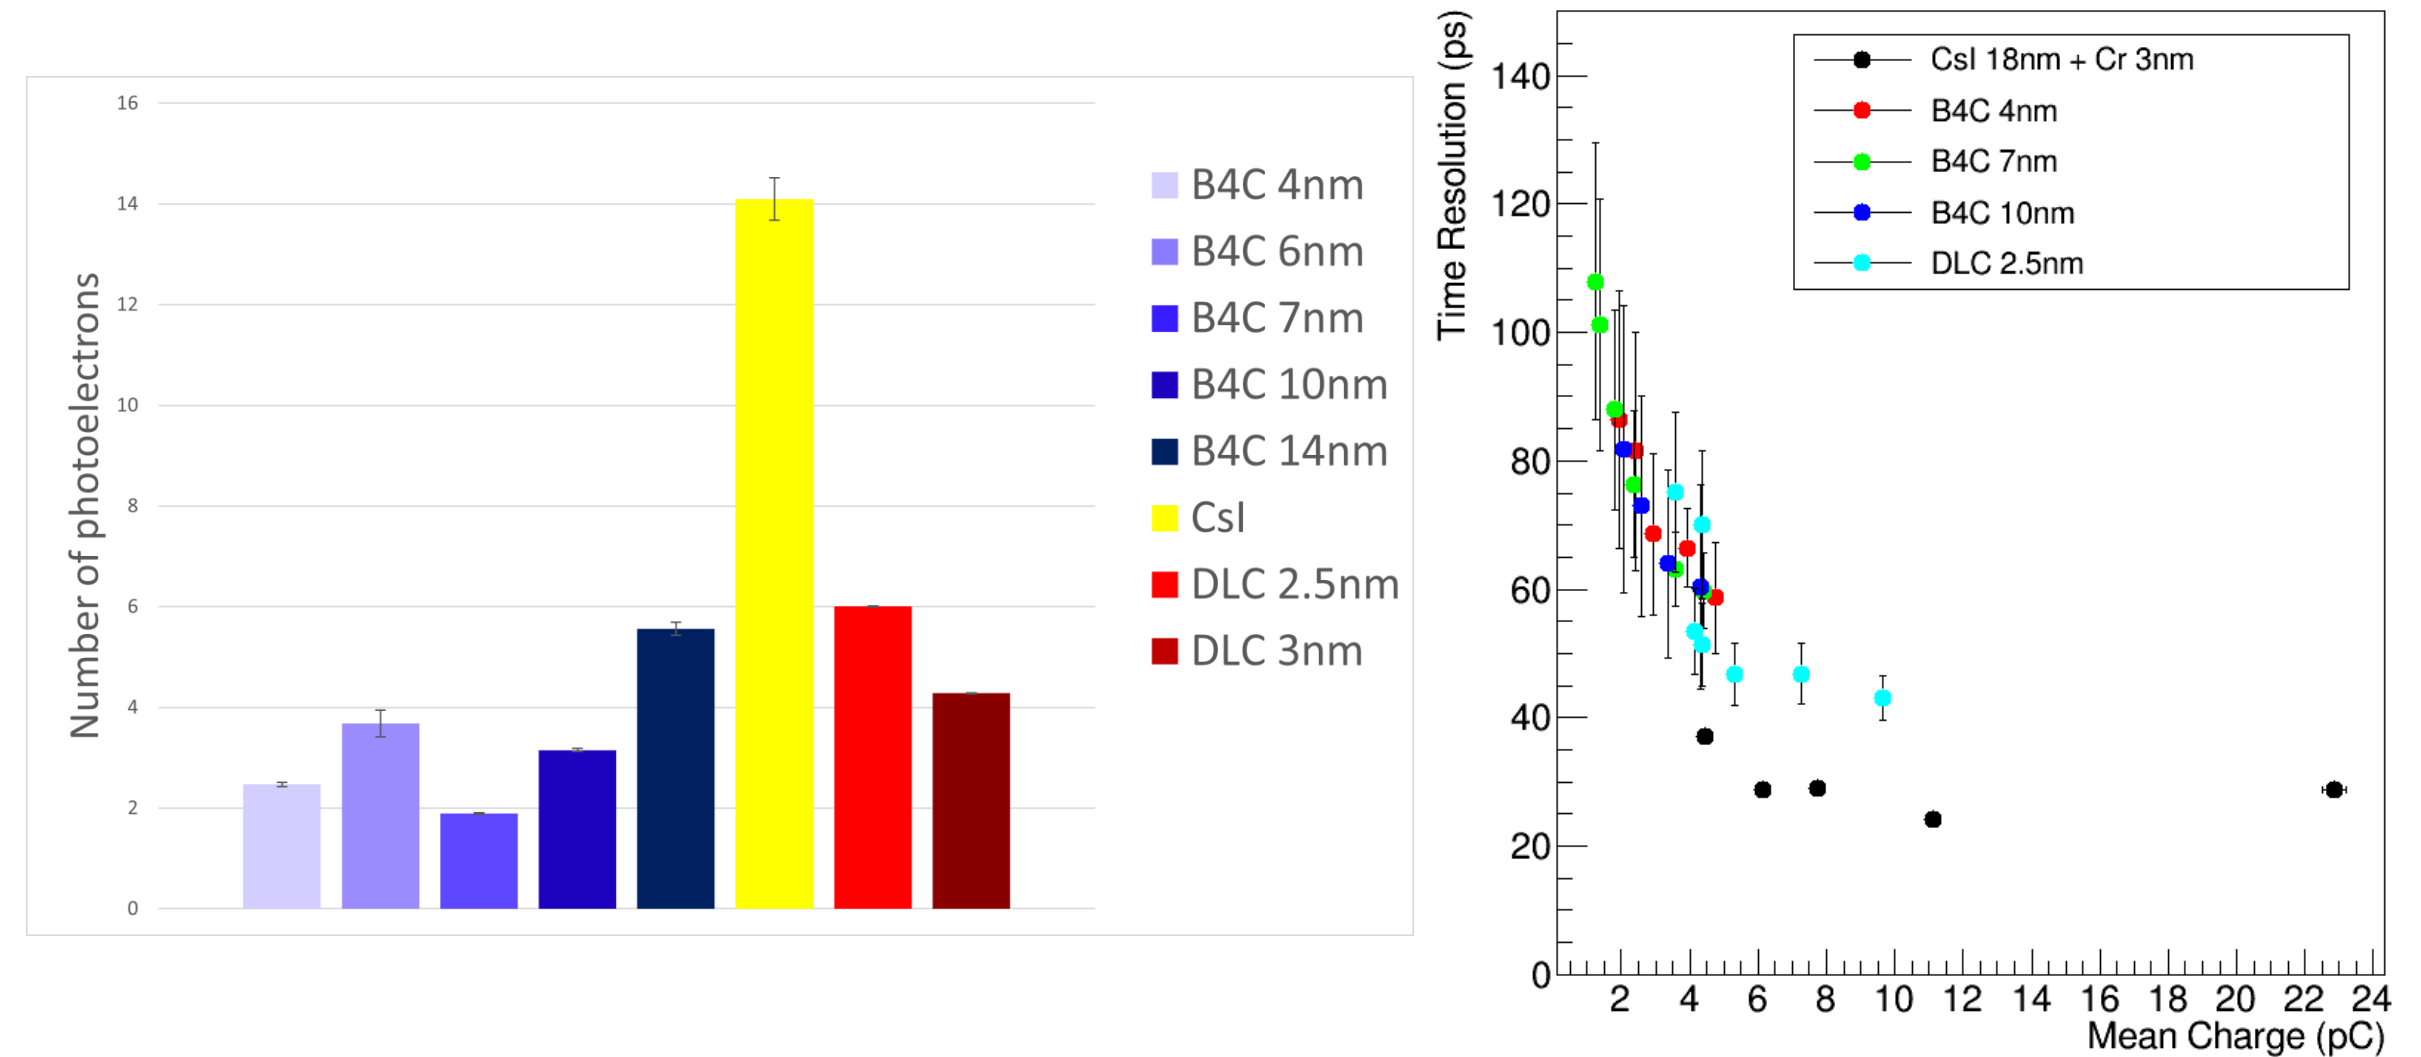 Number of photoelectrons
16
14
12
10
8
6
4
2
0
B4C 4nm
B4C 6nm
B4C 7nm
B4C 10nm
B4C 14nm
CsI
DLC 2.5nm
DLC 3nm
Time Resolution (ps)
140
120
100
80
60
40
20
0
CsI 18nm + Cr 3nm
B4C 4nm
B4C 7nm
B4C 10nm
DLC 2.5nm
2 4 6 8 10 12 14 16 18 20 22 24
Mean Charge (pC)